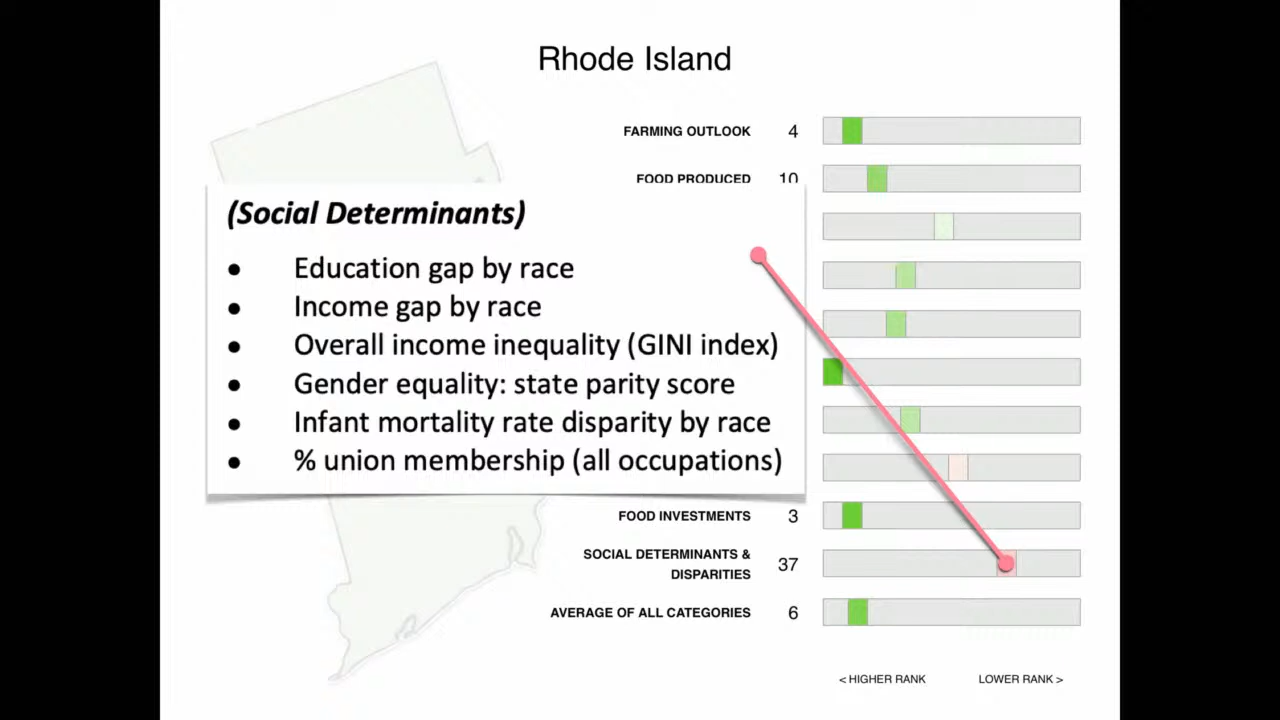 Rhode Island
FARMING OUTLOOK 4
FOOD PRODUCED 10
(Social Determinants)
● Education gap by race
● Income gap by race
● Overall income inequality (GINI index)
● Gender equality: state parity score
● Infant mortality rate disparity by race
● % union membership (all occupations)
FOOD INVESTMENTS 3
SOCIAL DETERMINANTS &
DISPARITIES 37
AVERAGE OF ALL CATEGORIES 6
< HIGHER RANK LOWER RANK >